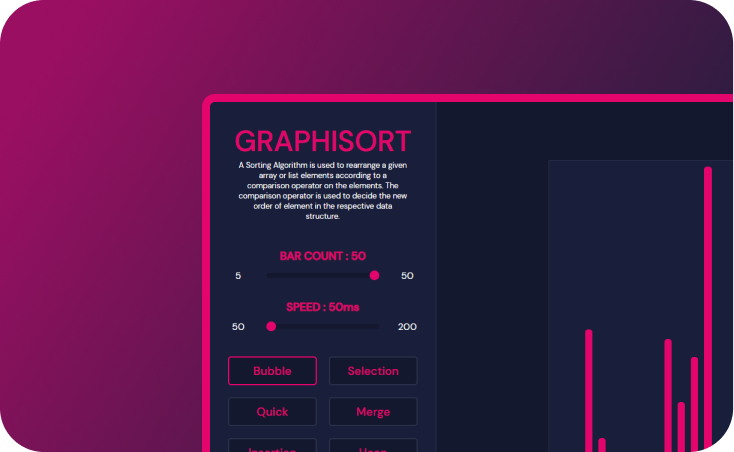 GRAPHISORT
A Sorting Algorithm is used to rearrange a given
array or list elements according to a
comparison operator on the elements. The
comparison operator is used to decide the new
order of element in the respective data
structure.
BAR COUNT : 50
5 50
SPEED : 50ms
50 200
Bubble Selection
Quick Merge
Insertion Heap